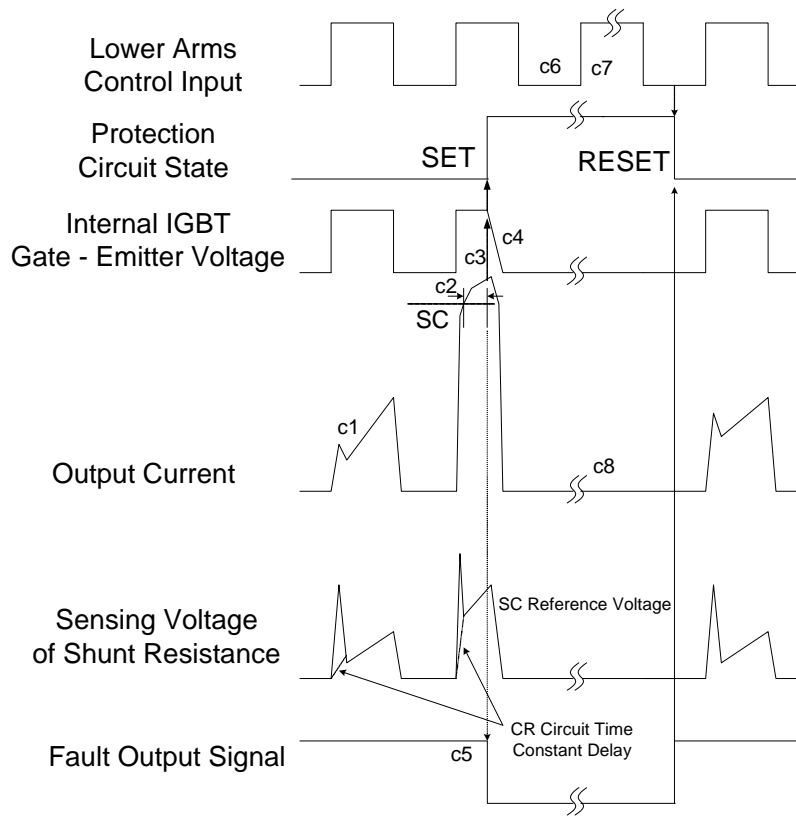 Lower Arms
Control Input
c6
c7
Protection
Circuit State
SET
RESET
Internal IGBT
Gate - Emitter Voltage
c4
c3
c2
SC
c1
Output Current
c8
SC Reference Voltage
Sensing Voltage
of Shunt Resistance
CR Circuit Time
Constant Delay
Fault Output Signal
c5